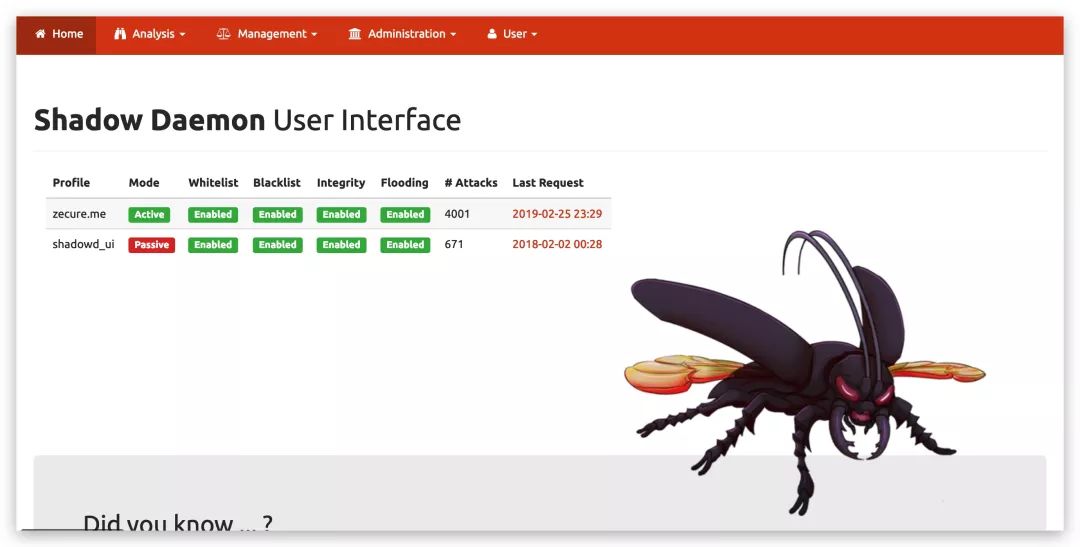 Home Analysis Management Administration User
Shadow Daemon User Interface
Profile Mode Whitelist Blacklist Integrity Flooding # Attacks Last Request
zecure.me Active Enabled Enabled Enabled Enabled 4001 2019-02-25 23:29
shadowd_ui Passive Enabled Enabled Enabled Enabled 671 2018-02-02 00:28
Did you know ... ?